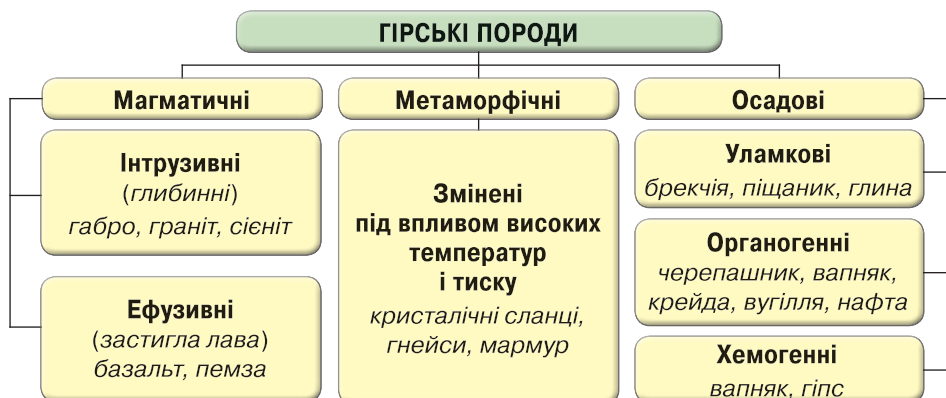 ГІРСЬКІ ПОРОДИ
Магматичні
Інтрузивні
(глибинні)
габро, граніт, сієніт
Ефузивні
(застигла лава)
базальт, пемза
Метаморфічні
Змінені
під впливом високих
температур
і тиску
кристалічні сланці,
гнейси, мармур
Осадові
Уламкові
брекчія, піщаник, глина
Органогенні
черепашник, вапняк,
крейда, вугілля, нафта
Хемогенні
вапняк, гіпс